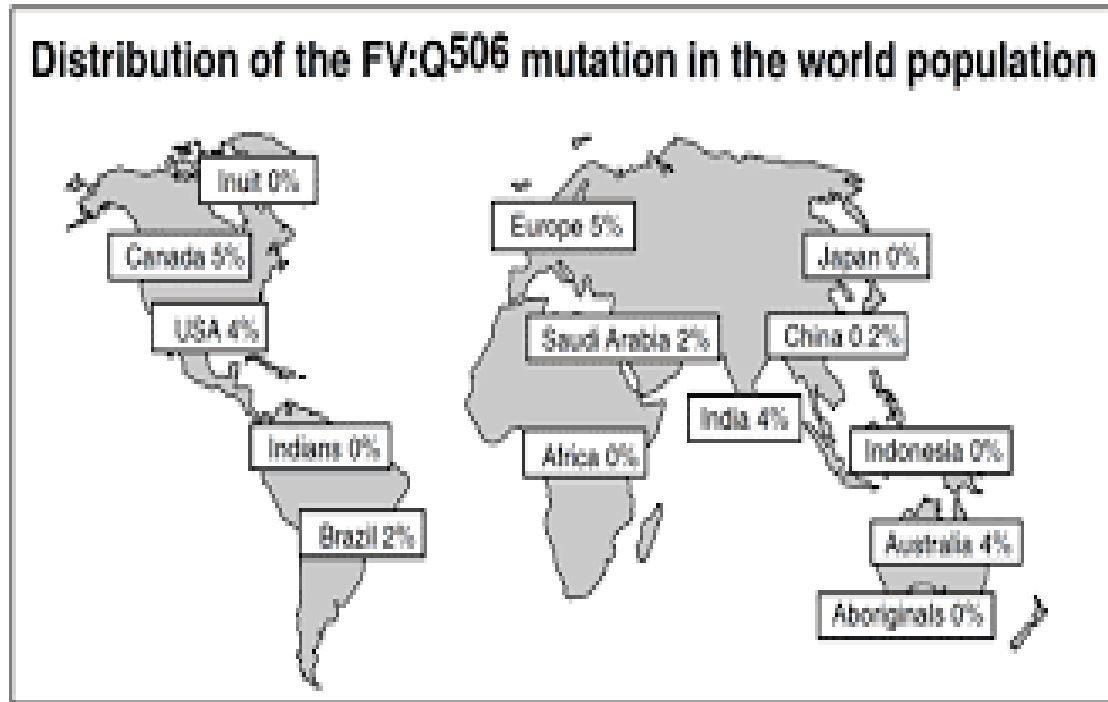 Distribution of the FV:Q506 mutation in the world population
Inuit 0%
Europe 5%
Canada 5%
Japan 0%
USA 4%
Saudi Arabia 2%
China 0.2%
India 4%
Indians 0%
Africa 0%
Indonesia 0%
Brazil 2%
Australia 4%
Aboriginals 0%